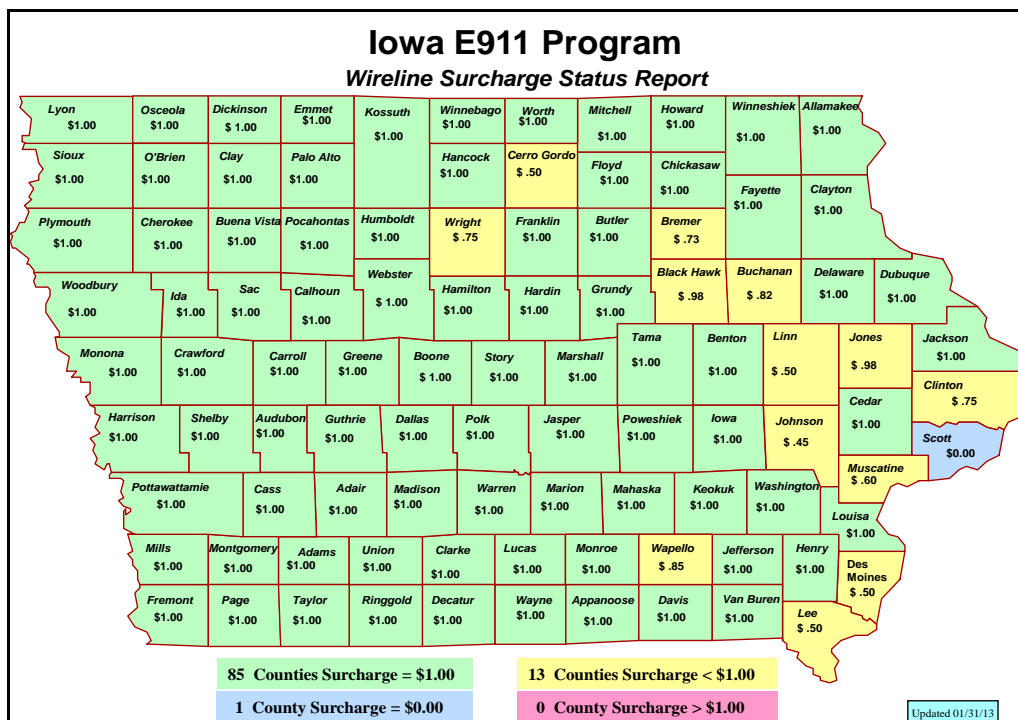 Iowa E911 Program
Wireline Surcharge Status Report
Lyon
$1.00
Osceola
$1.00
Dickinson
$ 1.00
Emmet
$1.00
Kossuth
$1.00
Winnebago
$1.00
Worth
$1.00
Mitchell
$1.00
Howard
$1.00
Winneshiek
$1.00
Allamakee
$1.00
Sioux
$1.00
O'Brien
$1.00
Clay
$1.00
Palo Alto
$1.00
Hancock
$1.00
Cerro Gordo
$ .50
Floyd
$1.00
Chickasaw
$1.00
Fayette
$1.00
Clayton
$1.00
Plymouth
$1.00
Cherokee
$1.00
Buena Vista
$1.00
Pocahontas
$1.00
Humboldt
$1.00
Wright
$ .75
Franklin
$1.00
Butler
$1.00
Bremer
$ .73
Woodbury
$1.00
Ida
$1.00
Sac
$1.00
Calhoun
$1.00
Webster
$ 1.00
Hamilton
$1.00
Hardin
$1.00
Grundy
$1.00
Black Hawk
$ .98
Buchanan
$ .82
Delaware
$1.00
Dubuque
$1.00
Monona
$1.00
Crawford
$1.00
Carroll
$1.00
Greene
$1.00
Boone
$ 1.00
Story
$1.00
Marshall
$1.00
Tama
$1.00
Benton
$1.00
Linn
$ .50
Jones
$ .98
Jackson
$1.00
Clinton
$ .75
Harrison
$1.00
Shelby
$1.00
Audubon
$1.00
Guthrie
$1.00
Dallas
$1.00
Polk
$1.00
Jasper
$1.00
Poweshiek
$1.00
Iowa
$1.00
Johnson
$ .45
Cedar
$1.00
Scott
$0.00
Muscatine
$ .60
Pottawattamie
$1.00
Cass
$1.00
Adair
$1.00
Madison
$1.00
Warren
$1.00
Marion
$1.00
Mahaska
$1.00
Keokuk
$1.00
Washington
$1.00
Louisa
$1.00
Mills
$1.00
Montgomery
$1.00
Adams
$1.00
Union
$1.00
Clarke
$1.00
Lucas
$1.00
Monroe
$1.00
Wapello
$ .85
Jefferson
$1.00
Henry
$1.00
Des
Moines
$ .50
Fremont
$1.00
Page
$1.00
Taylor
$1.00
Ringgold
$1.00
Decatur
$1.00
Wayne
$1.00
Appanoose
$1.00
Davis
$1.00
Van Buren
$1.00
Lee
$ .50
85 Counties Surcharge = $1.00
13 Counties Surcharge < $1.00
1 County Surcharge = $0.00
0 County Surcharge > $1.00
Updated 01/31/13